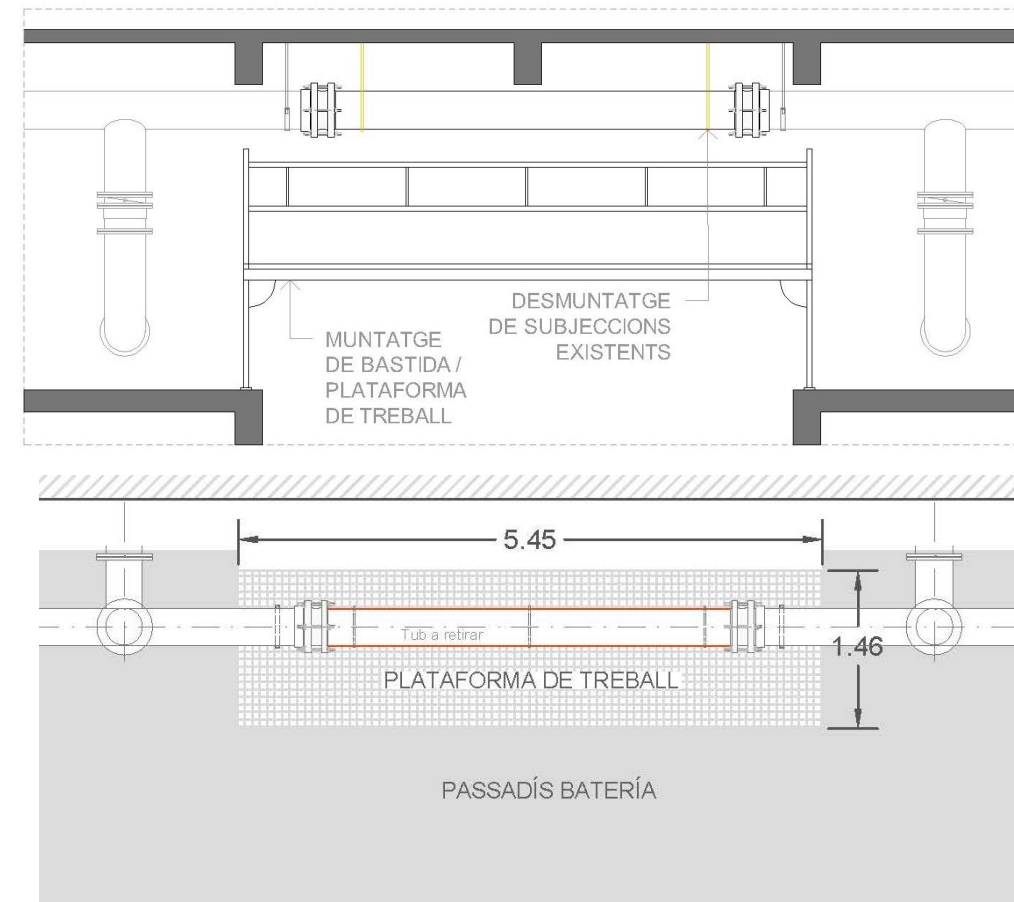 DESMUNTATGE
DE SUBJECCIONS
EXISTENTS
MUNTATGE
DE BASTIDA /
PLATAFORMA
DE TREBALL
5.45
1.46
Tub a retirar
PLATAFORMA DE TREBALL
PASSADÍS BATERÍA